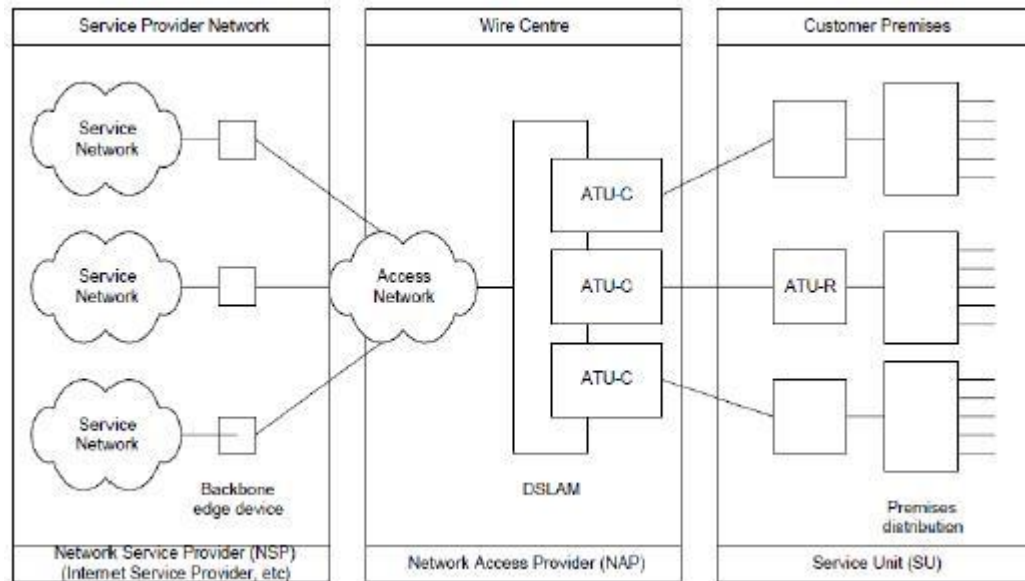 Service Provider Network
Wire Centre
Customer Premises
Service
Network
Service
Network
Service
Network
Backbone
edge device
Access
Network
ATU-C
ATU-C
ATU-C
DSLAM
ATU-R
Premises
distribution
Network Service Provider (NSP)
(Internet Service Provider, etc)
Network Access Provider (NAP)
Service Unit (SU)